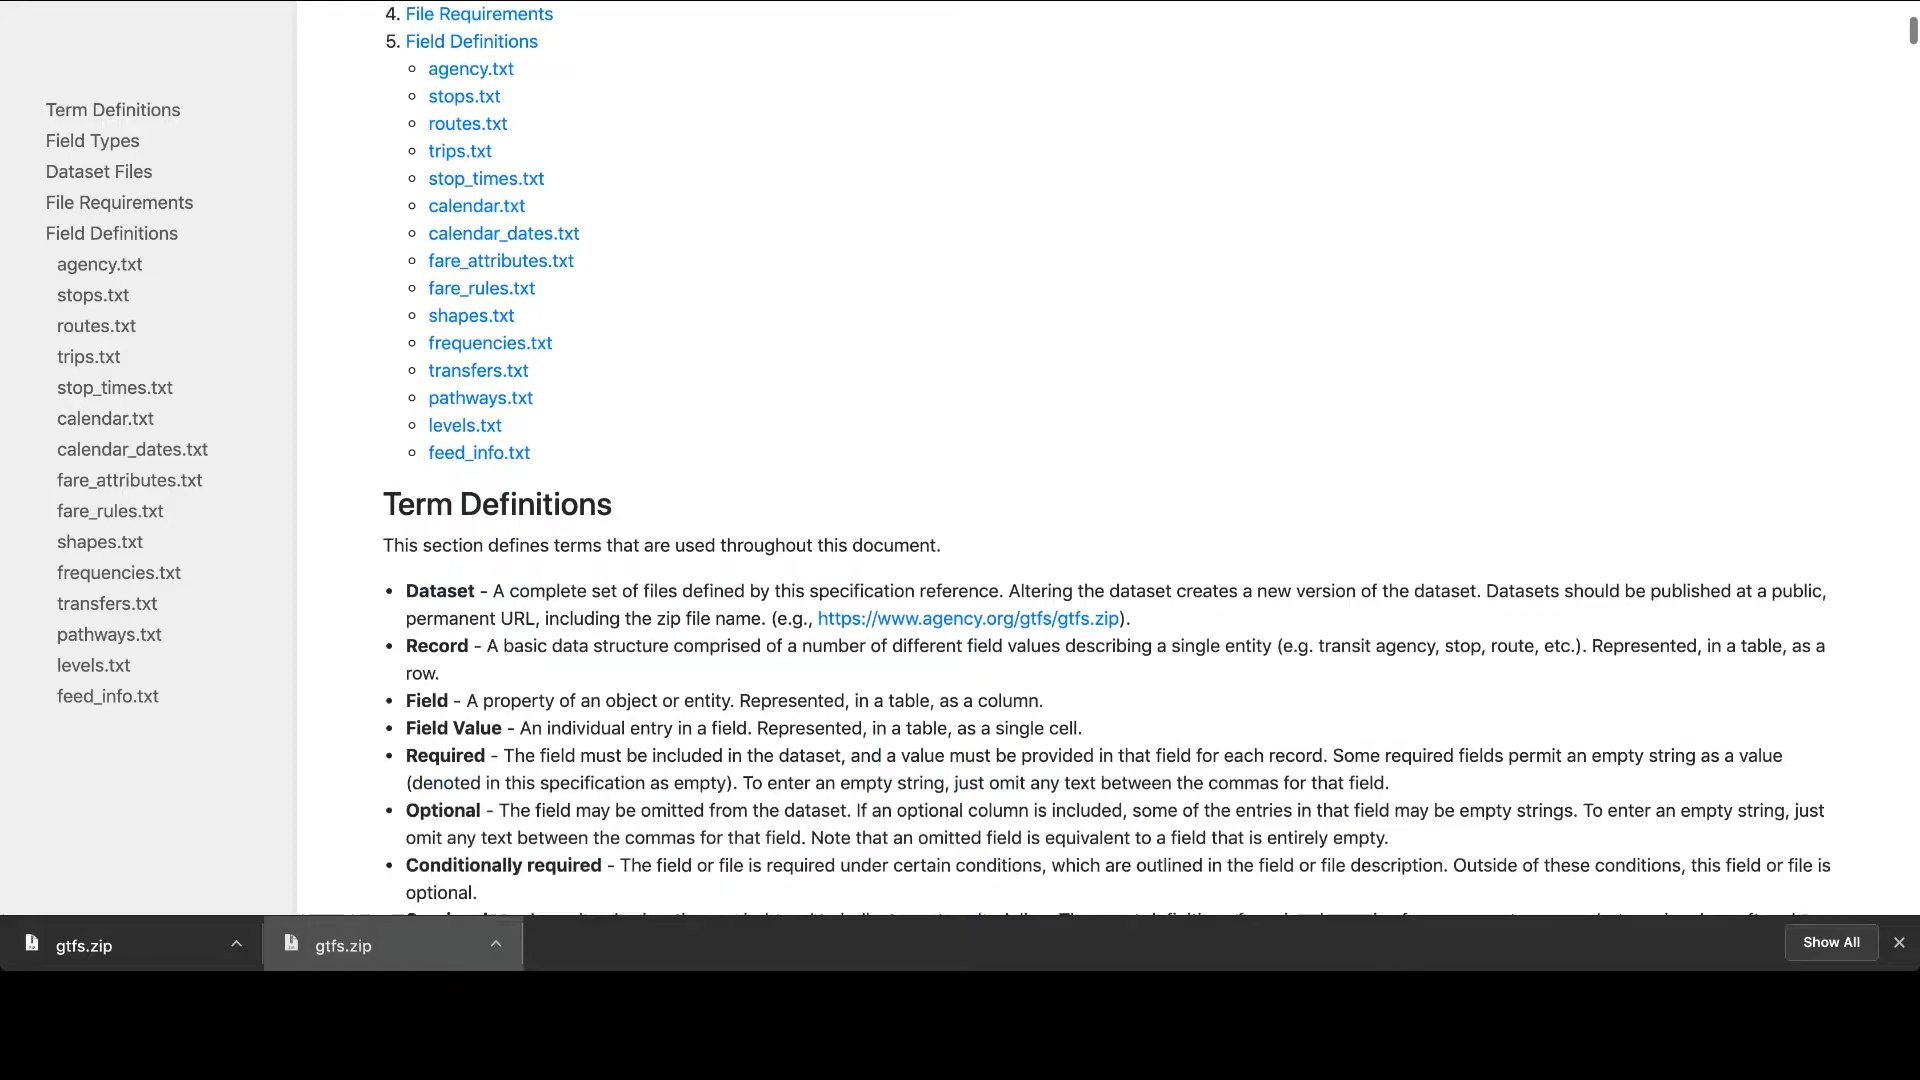 Term Definitions
Field Types
Dataset Files
File Requirements
Field Definitions
agency.txt
stops.txt
routes.txt
trips.txt
stop_times.txt
calendar.txt
calendar_dates.txt
fare_attributes.txt
fare_rules.txt
shapes.txt
frequencies.txt
transfers.txt
pathways.txt
levels.txt
feed_info.txt
4. File Requirements
5. Field Definitions
agency.txt
stops.txt
routes.txt
trips.txt
stop_times.txt
calendar.txt
calendar_dates.txt
fare_attributes.txt
fare_rules.txt
shapes.txt
frequencies.txt
transfers.txt
pathways.txt
levels.txt
feed_info.txt
Term Definitions
This section defines terms that are used throughout this document.
• Dataset - A complete set of files defined by this specification reference. Altering the dataset creates a new version of the dataset. Datasets should be published at a public,
permanent URL, including the zip file name. (e.g., https://www.agency.org/gtfs/gtfs.zip).
• Record - A basic data structure comprised of a number of different field values describing a single entity (e.g. transit agency, stop, route, etc.). Represented, in a table, as a
row.
• Field - A property of an object or entity. Represented, in a table, as a column.
• Field Value - An individual entry in a field. Represented, in a table, as a single cell.
• Required - The field must be included in the dataset, and a value must be provided in that field for each record. Some required fields permit an empty string as a value
(denoted in this specification as empty). To enter an empty string, just omit any text between the commas for that field.
• Optional - The field may be omitted from the dataset. If an optional column is included, some of the entries in that field may be empty strings. To enter an empty string, just
omit any text between the commas for that field. Note that an omitted field is equivalent to a field that is entirely empty.
• Conditionally required - The field or file is required under certain conditions, which are outlined in the field or file description. Outside of these conditions, this field or file is
optional.
gtfs.zip
gtfs.zip
Show All